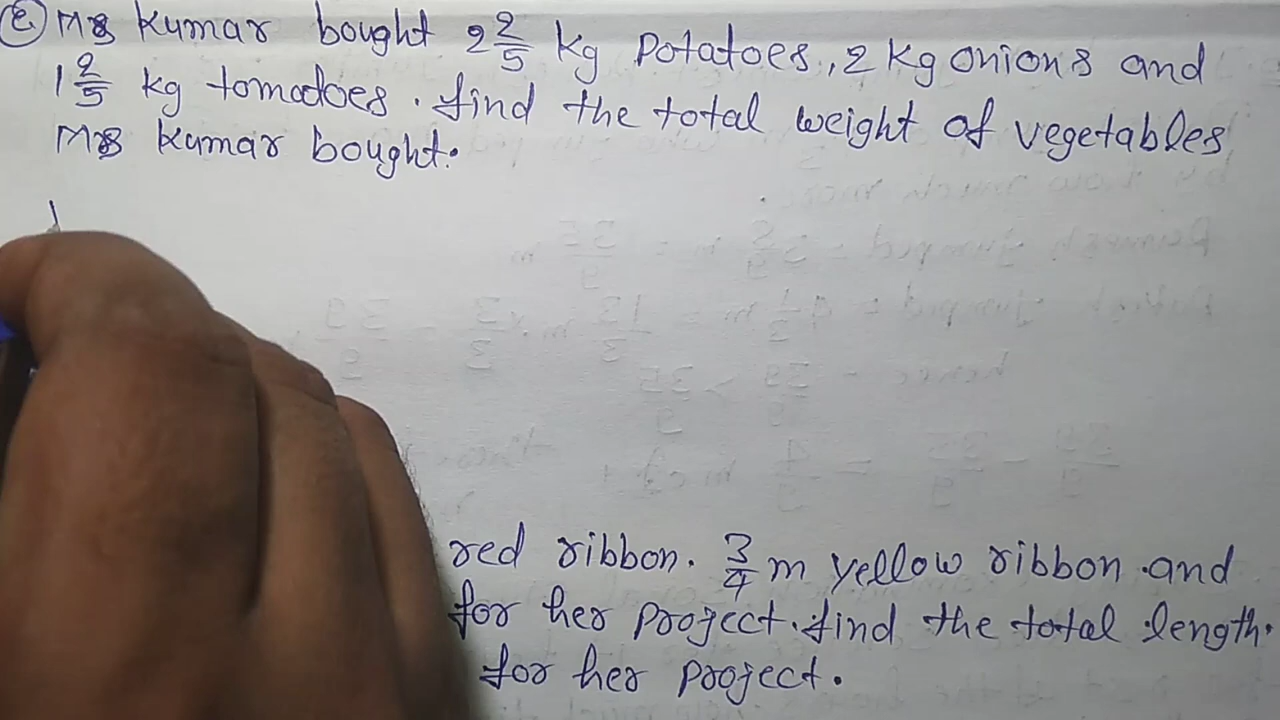 ② Mrs Kumar bought 2 2/5 kg Potatoes, 2 kg onions and
1 2/5 kg tomatoes. find the total weight of vegetables
Mrs Kumar bought.
red ribbon. 3/4 m yellow ribbon and
for her project. find the total length.
for her project.